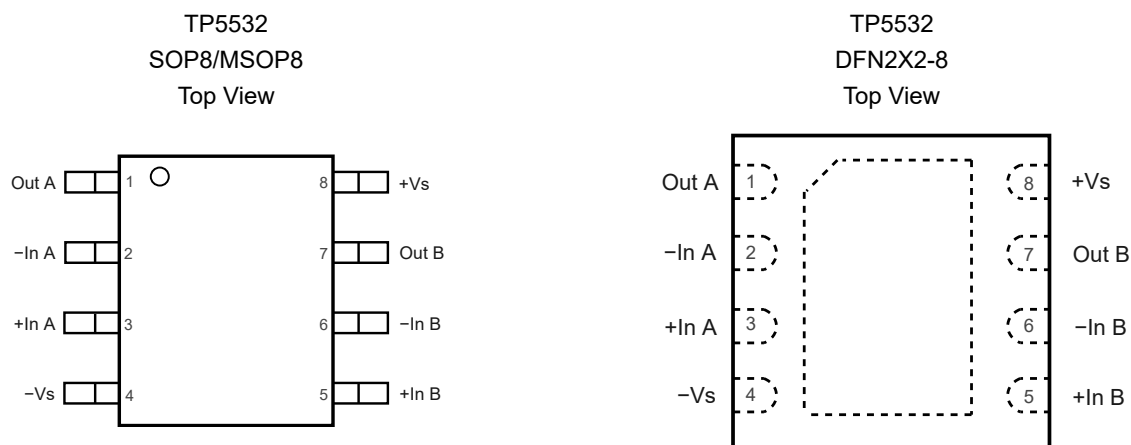 TP5532
SOP8/MSOP8
Top View
Out A 1 8 +Vs
−In A 2 7 Out B
+In A 3 6 −In B
−Vs 4 5 +In B
TP5532
DFN2X2-8
Top View
Out A 1 8 +Vs
−In A 2 7 Out B
+In A 3 6 −In B
−Vs 4 5 +In B